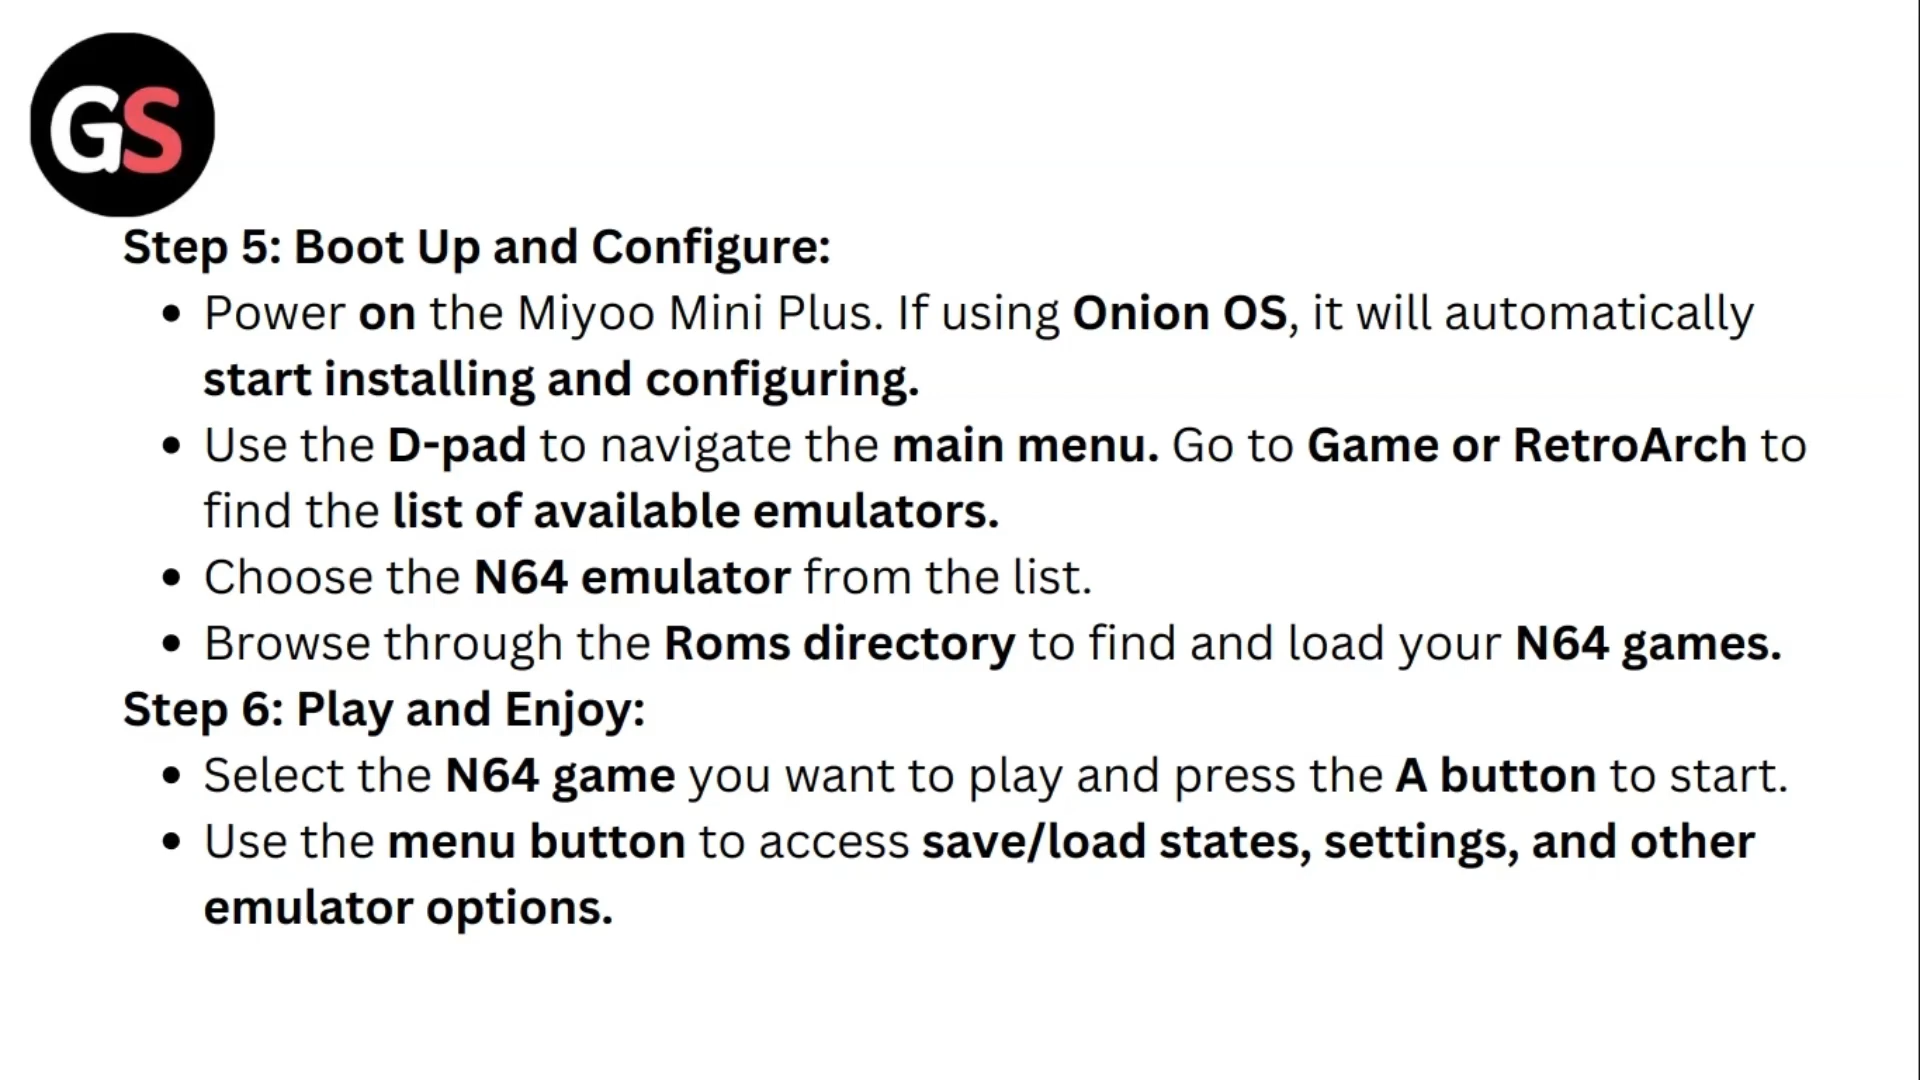 GS
Step 5: Boot Up and Configure:
• Power on the Miyoo Mini Plus. If using Onion OS, it will automatically
start installing and configuring.
• Use the D-pad to navigate the main menu. Go to Game or RetroArch to
find the list of available emulators.
• Choose the N64 emulator from the list.
• Browse through the Roms directory to find and load your N64 games.
Step 6: Play and Enjoy:
• Select the N64 game you want to play and press the A button to start.
• Use the menu button to access save/load states, settings, and other
emulator options.